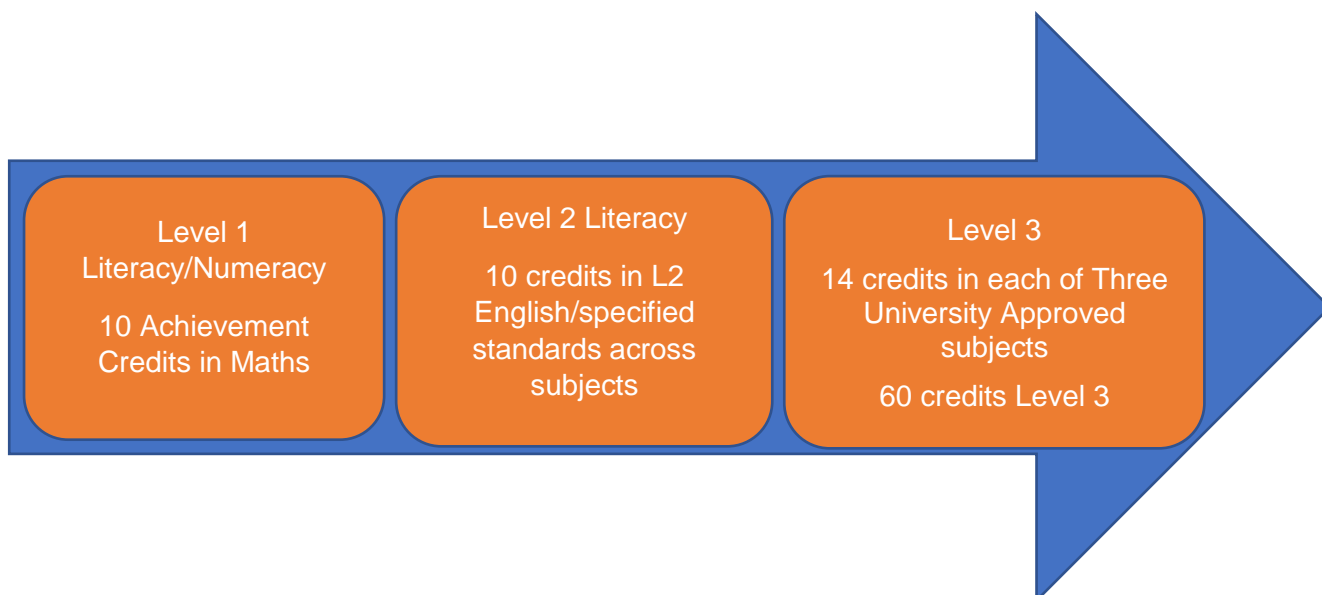 Level 1
Literacy/Numeracy
10 Achievement
Credits in Maths
Level 2 Literacy
10 credits in L2
English/specified
standards across
subjects
Level 3
14 credits in each of Three
University Approved
subjects
60 credits Level 3